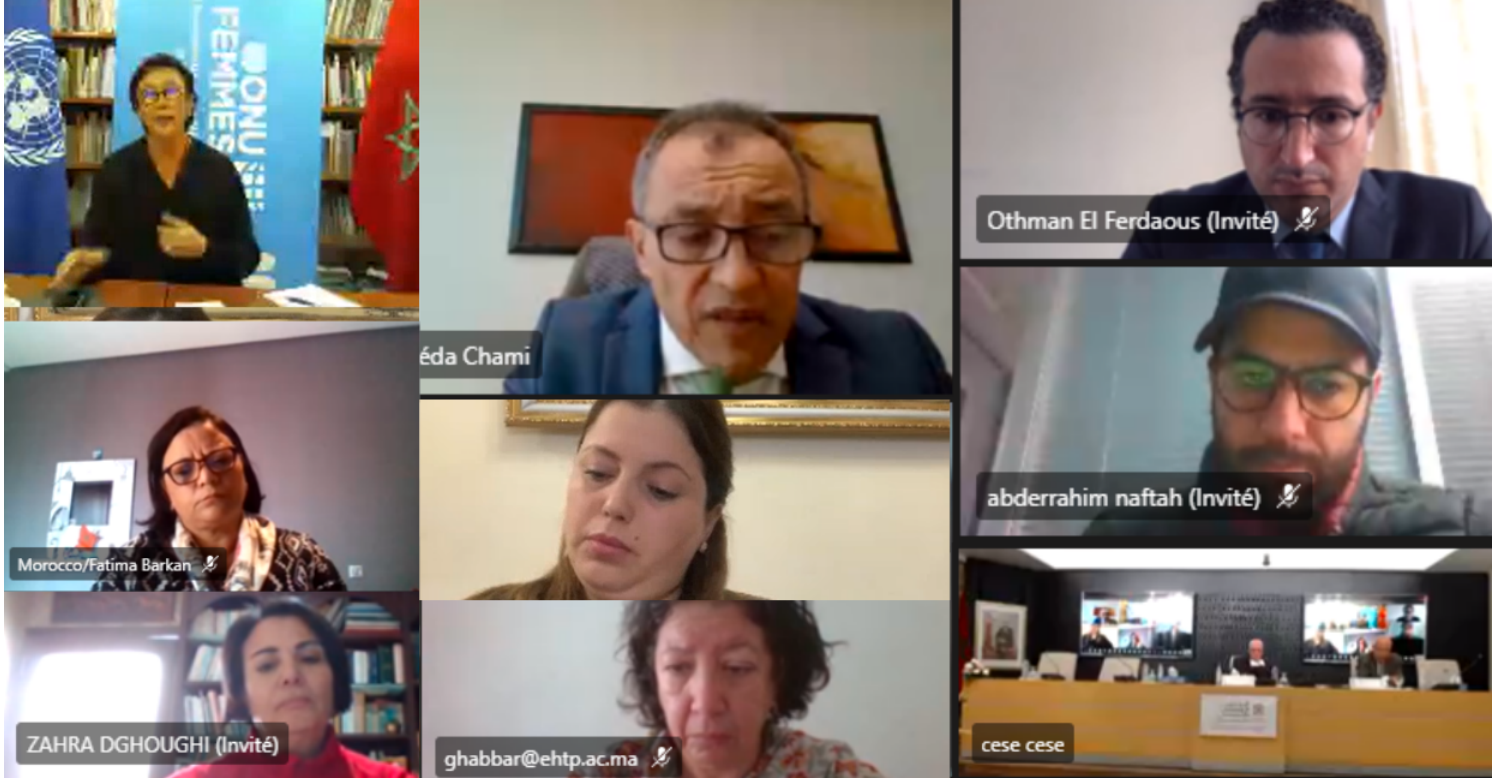 ONU
FEMMES
éda Chami
Othman El Ferdaous (Invité)
Morocco/Fatima Barkan
abderrahim naftah (Invité)
ZAHRA DGHOUGHI (Invité)
ghabbar@ehtp.ac.ma
cese cese